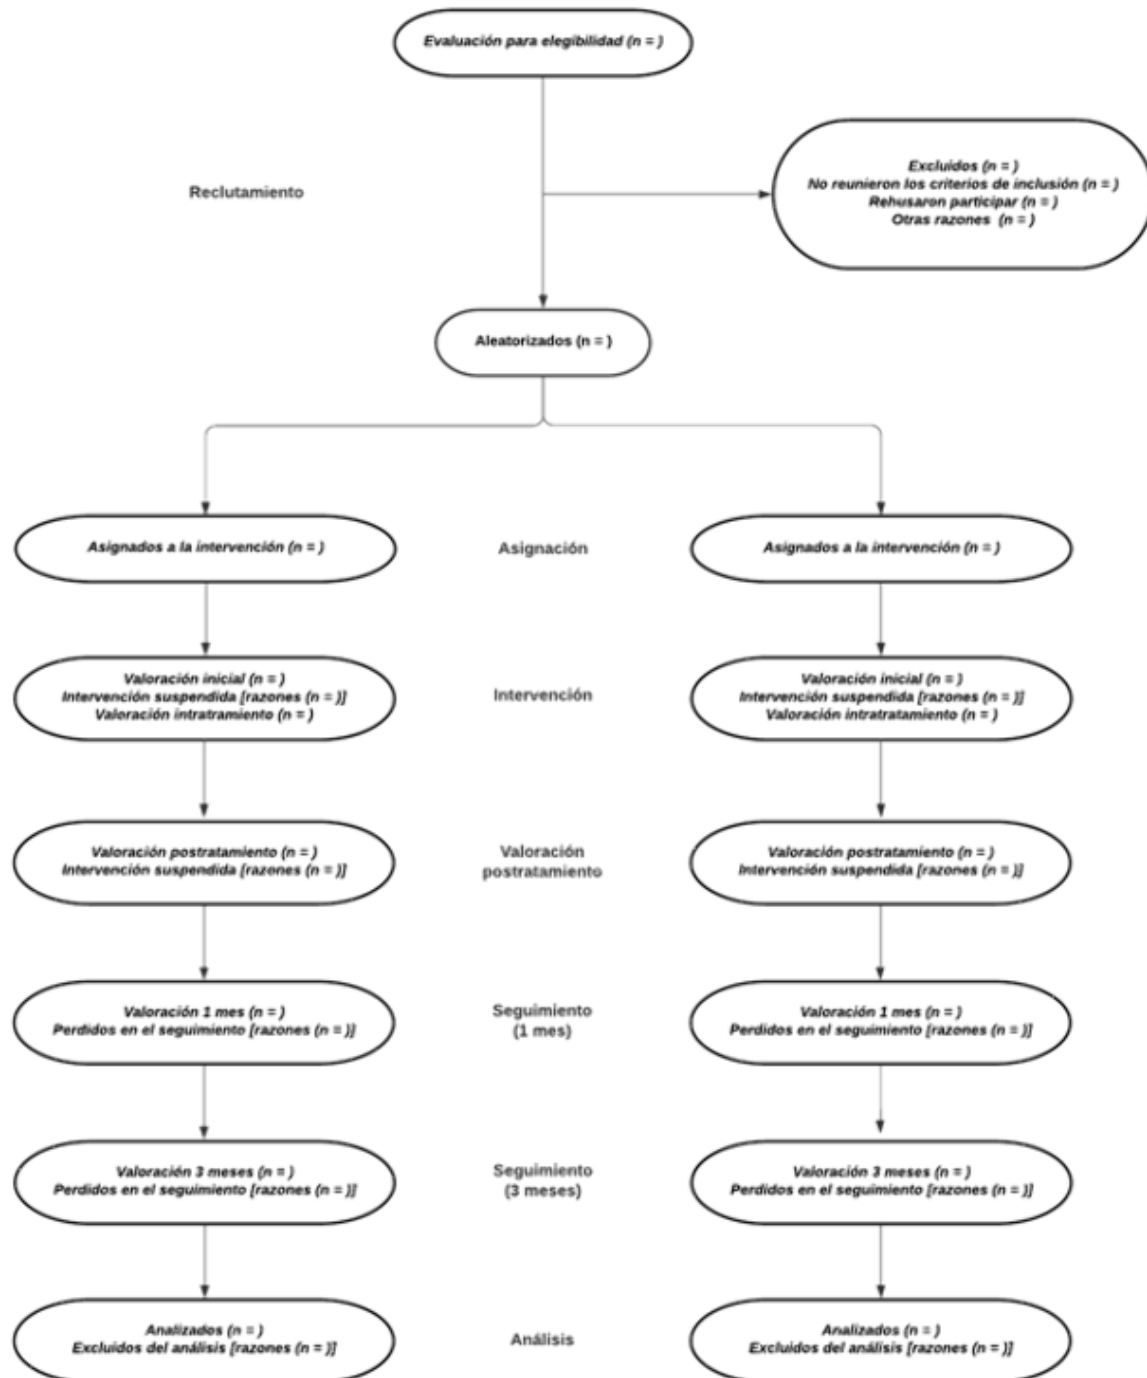 Evaluación para elegibilidad (n = )
Excluidos (n = )
No reunieron los criterios de inclusión (n = )
Rehusaron participar (n = )
Otras razones (n = )
Reclutamiento
Aleatorizados (n = )
Asignados a la intervención (n = )
Asignación
Asignados a la intervención (n = )
Valoración inicial (n = )
Intervención suspendida [razones (n = )]
Valoración intratramiento (n = )
Intervención
Valoración inicial (n = )
Intervención suspendida [razones (n = )]
Valoración intratratamiento (n = )
Valoración postratamiento (n = )
Intervención suspendida [razones (n = )]
Valoración
postratamiento
Valoración postratamiento (n = )
Intervención suspendida [razones (n = )]
Valoración 1 mes (n = )
Perdidos en el seguimiento [razones (n = )]
Seguimiento
(1 mes)
Valoración 1 mes (n = )
Perdidos en el seguimiento [razones (n = )]
Valoración 3 meses (n = )
Perdidos en el seguimiento [razones (n = )]
Seguimiento
(3 meses)
Valoración 3 meses (n = )
Perdidos en el seguimiento [razones (n = )]
Analizados (n = )
Excluidos del análisis [razones (n = )]
Análisis
Analizados (n = )
Excluidos del análisis [razones (n = )]